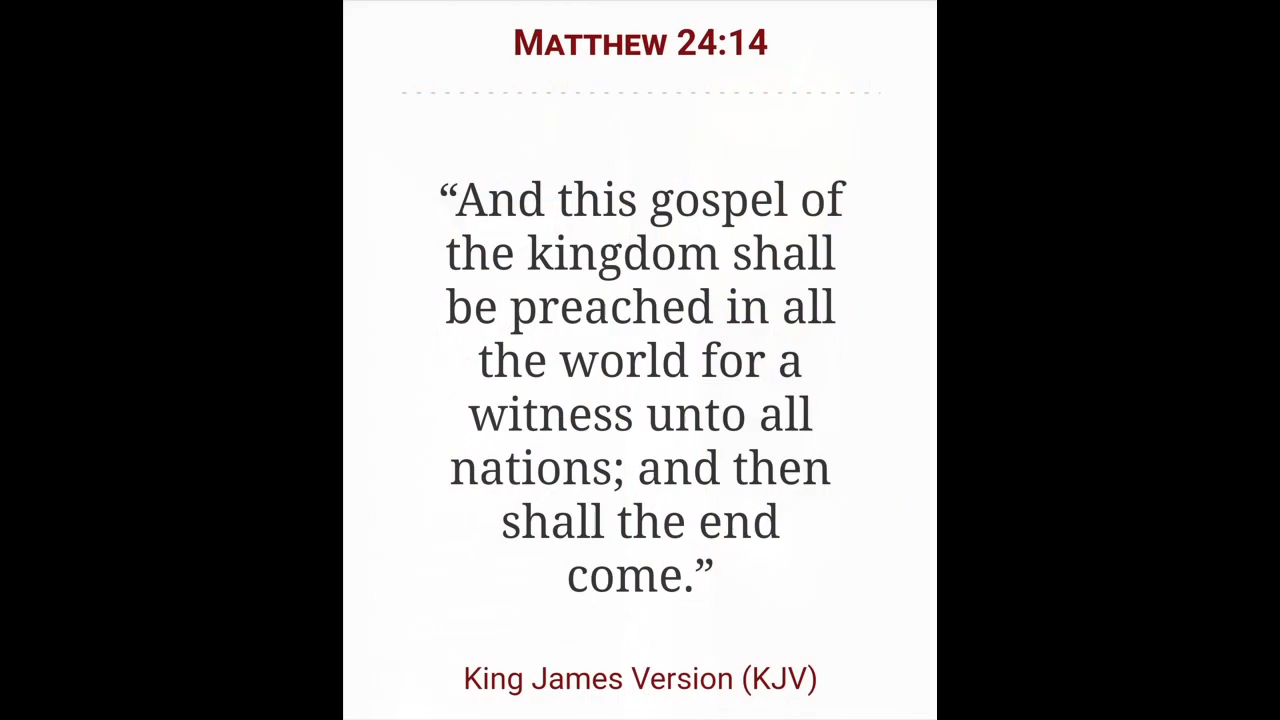 MATTHEW 24:14
“And this gospel of
the kingdom shall
be preached in all
the world for a
witness unto all
nations; and then
shall the end
come.”
King James Version (KJV)